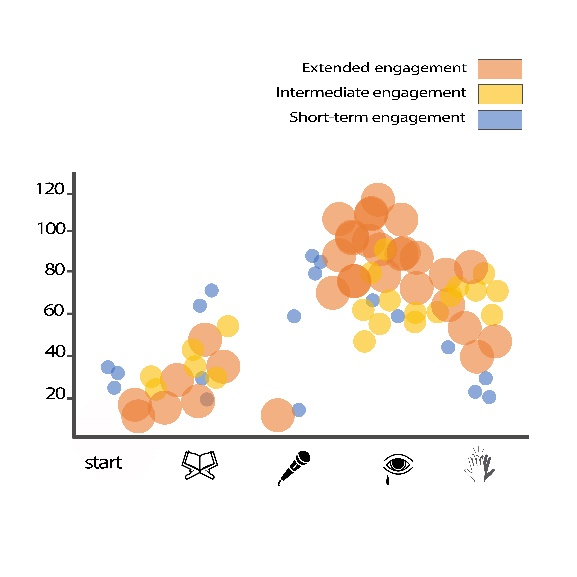 Extended engagement
Intermediate engagement
Short-term engagement
120
100
80
60
40
20
start